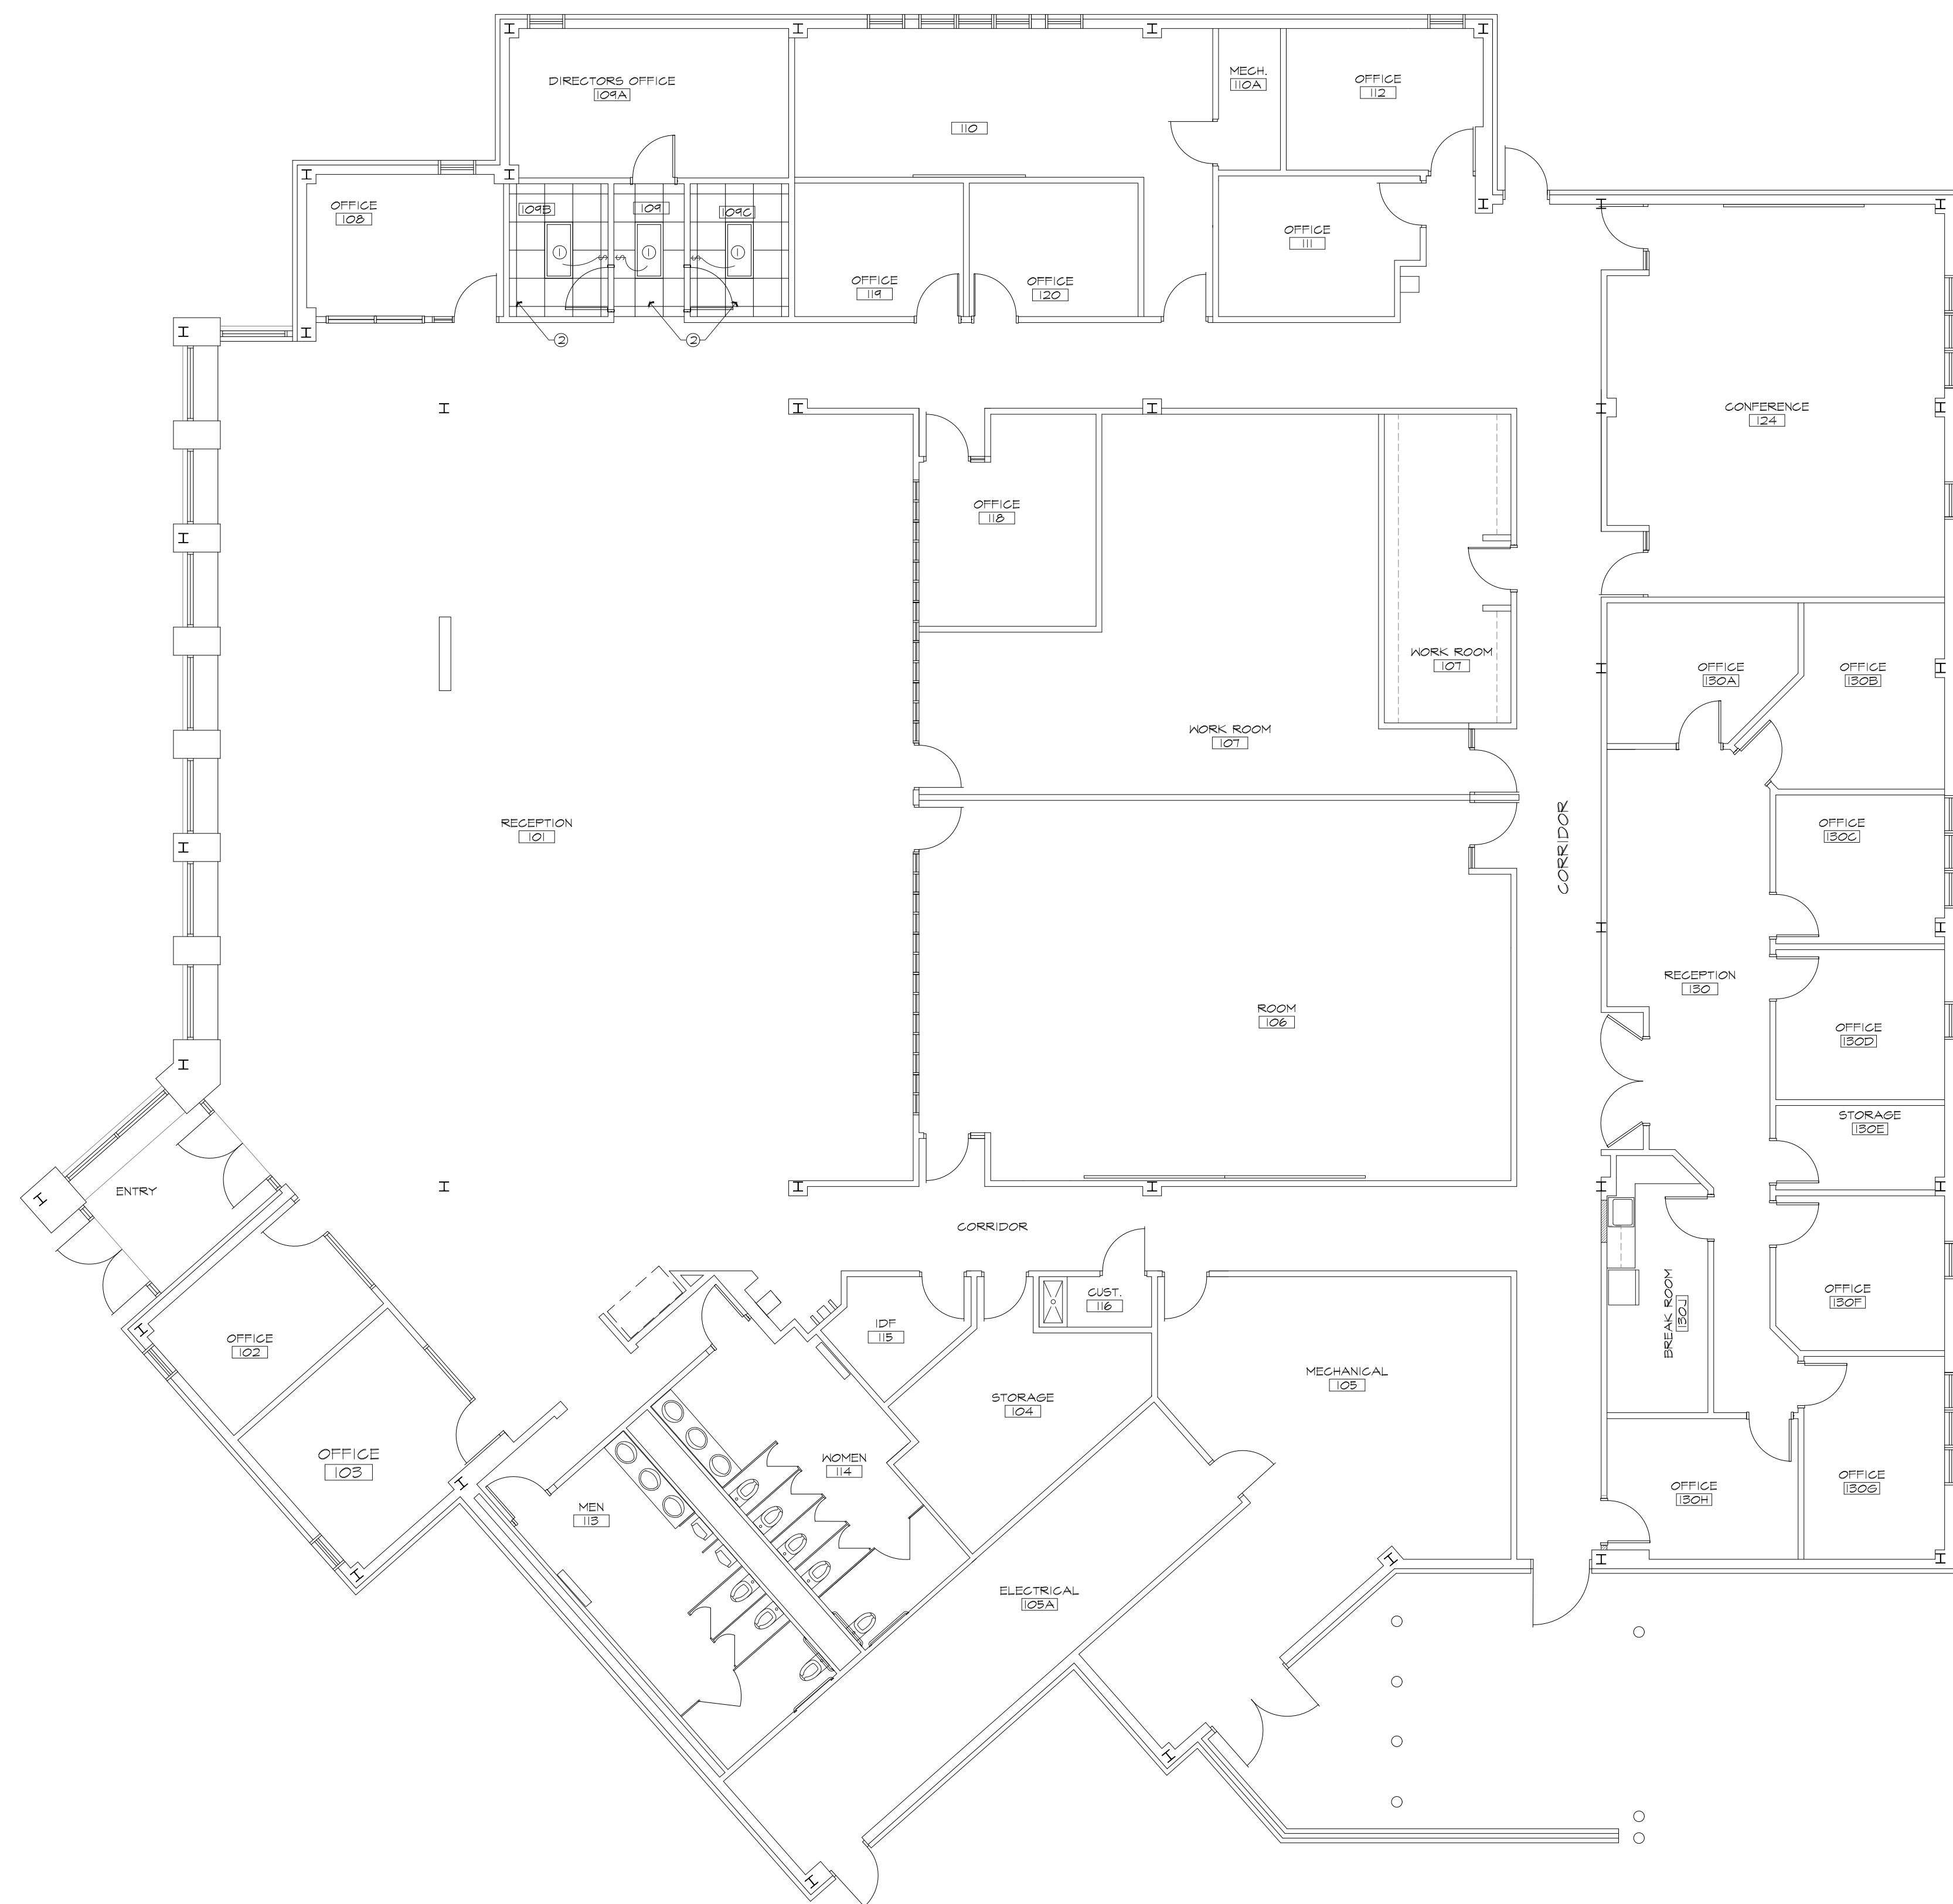 DIRECTORS OFFICE
109A
MECH.
110A
OFFICE
112
110
OFFICE
108
109B
109
109C
1
1
1
$
$
$
OFFICE
111
OFFICE
119
OFFICE
120
2
2
CONFERENCE
124
OFFICE
118
WORK ROOM
107
OFFICE
130A
OFFICE
130B
WORK ROOM
107
RECEPTION
101
CORRIDOR
OFFICE
130C
RECEPTION
130
ROOM
106
OFFICE
130D
STORAGE
130E
ENTRY
CORRIDOR
CUST.
116
IDF
115
OFFICE
130F
BREAK ROOM
130J
OFFICE
102
MECHANICAL
105
STORAGE
104
OFFICE
103
WOMEN
114
MEN
113
OFFICE
130H
OFFICE
130G
ELECTRICAL
105A